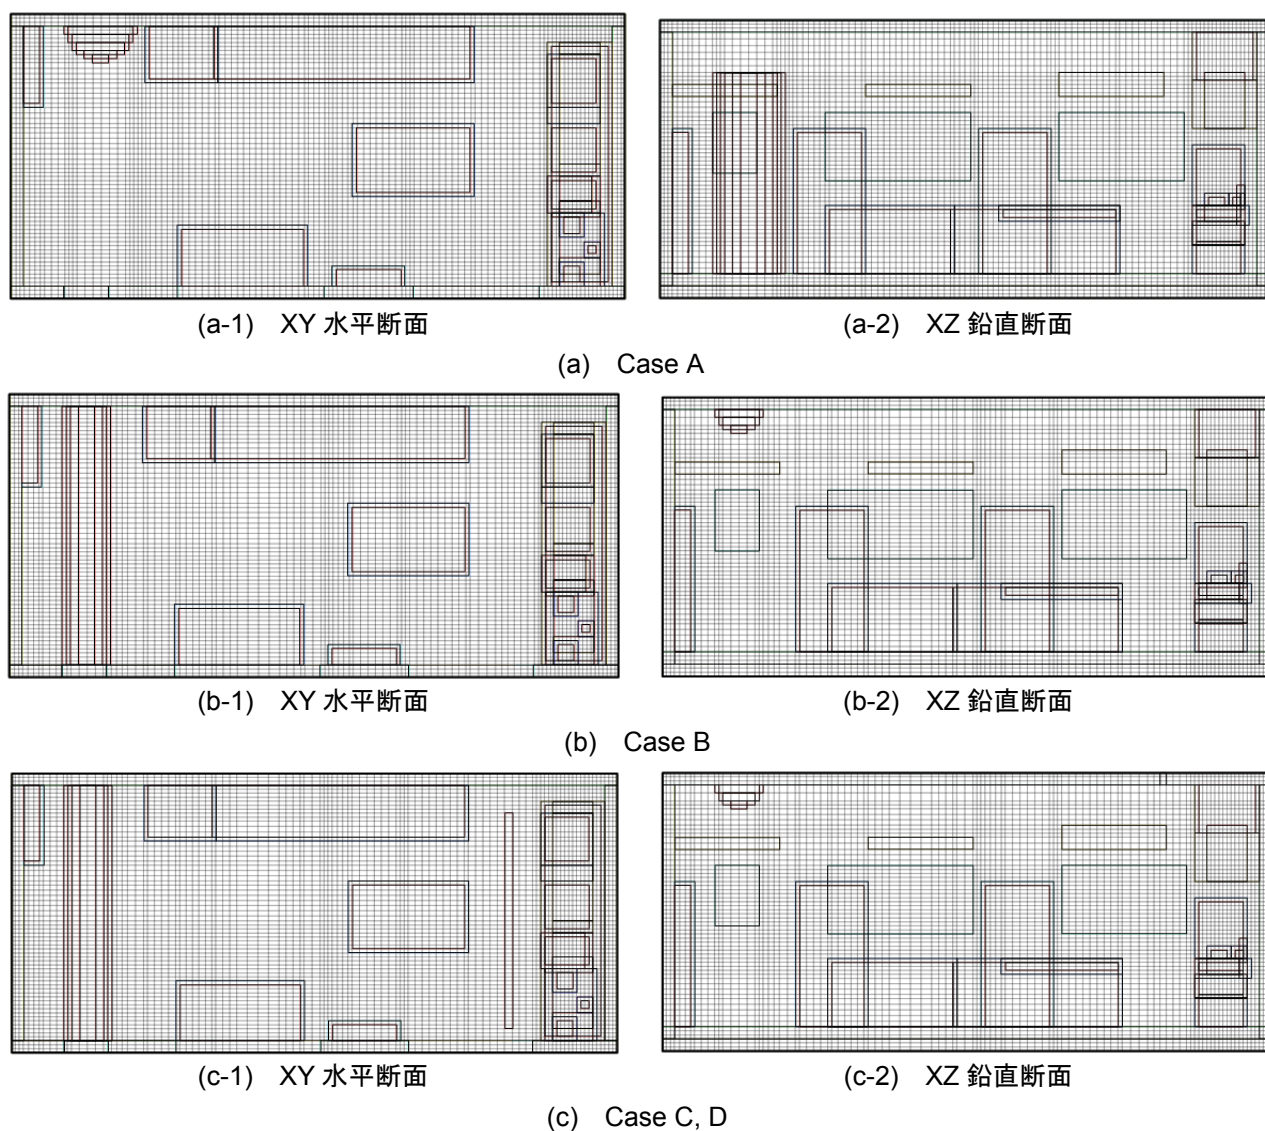 (a-1) XY 水平断面
(a-2) XZ 鉛直断面
(a) Case A
(b-1) XY 水平断面
(b-2) XZ 鉛直断面
(b) Case B
(c-1) XY 水平断面
(c-2) XZ 鉛直断面
(c) Case C, D